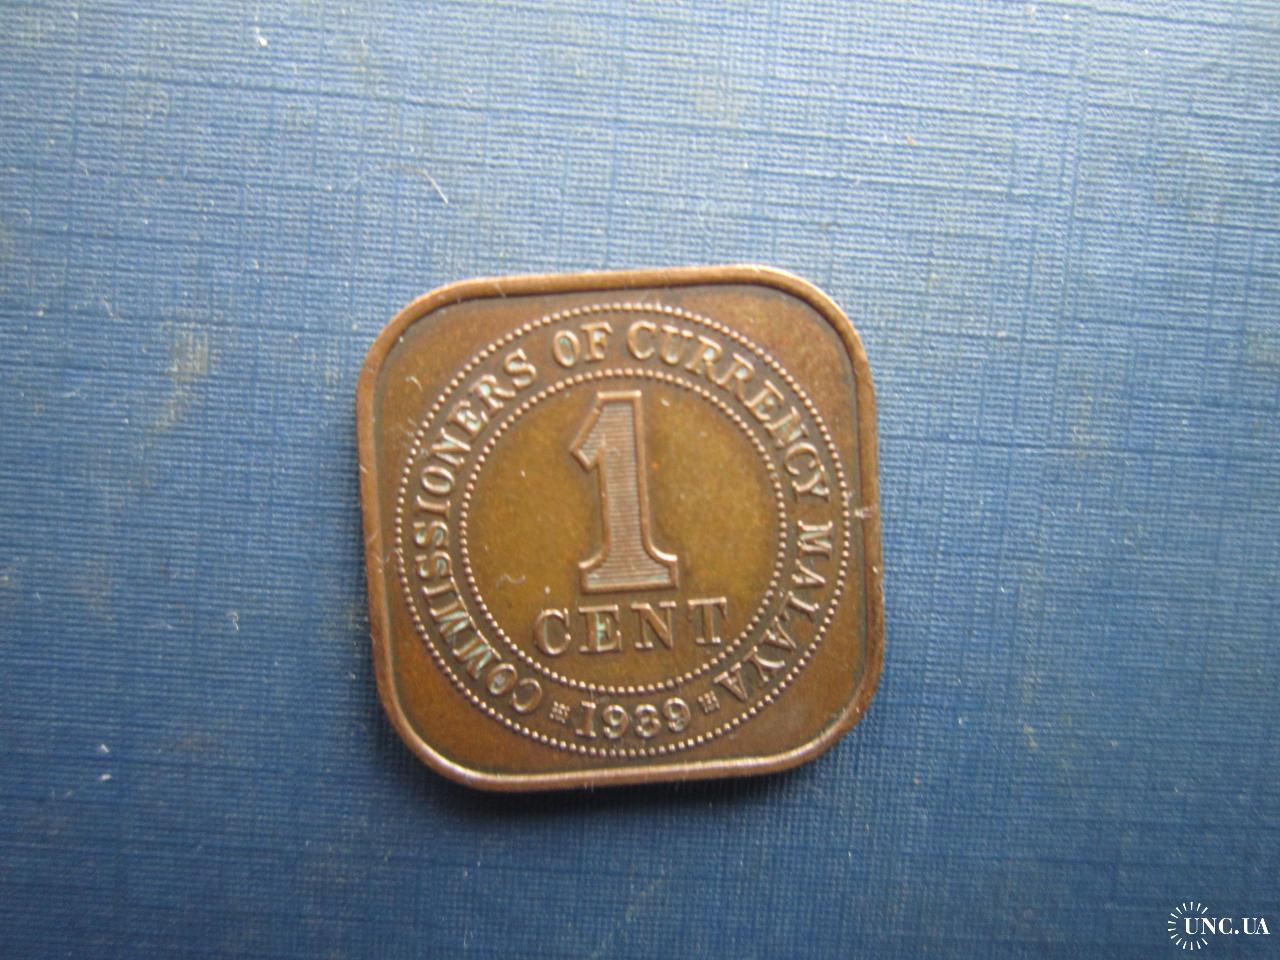 COMMISSIONERS OF CURRENCY MALAYA
1
CENT
1939
UNC.UA